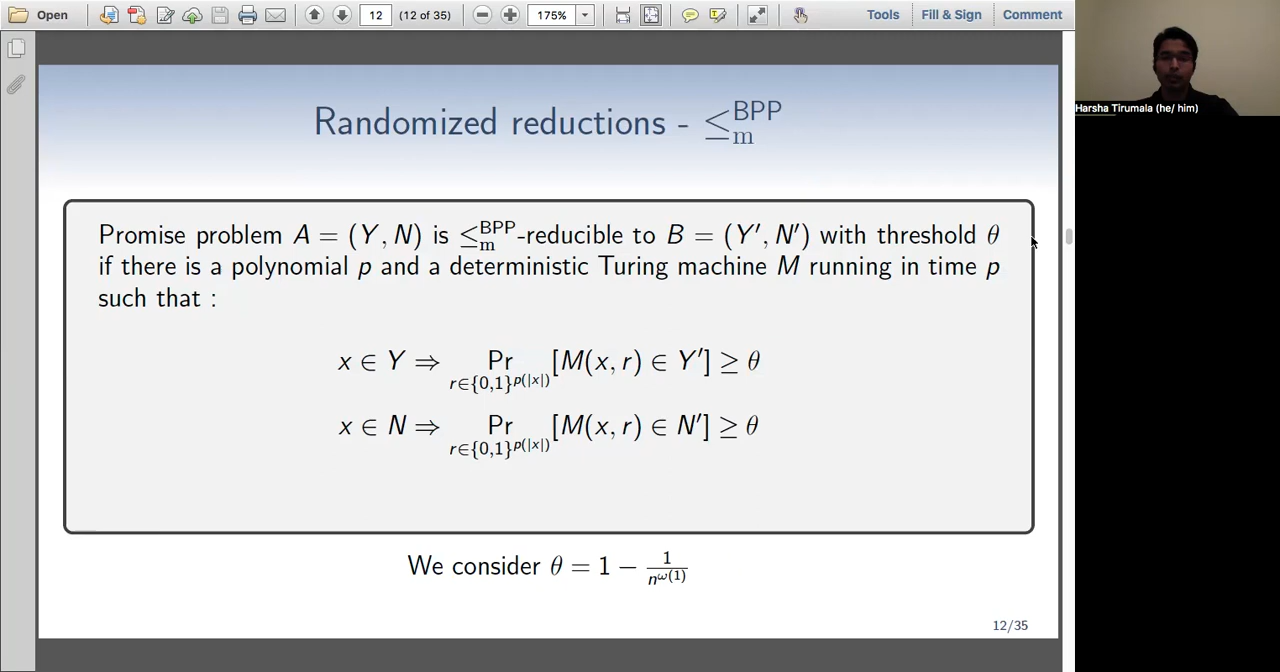 Open 12 (12 of 35) 175% Tools Fill & Sign Comment
Harsha Tirumala (he/ him)
Randomized reductions - ≤ᵐ^BPP
Promise problem A = (Y, N) is ≤_m^BPP-reducible to B = (Y′, N′) with threshold θ
if there is a polynomial p and a deterministic Turing machine M running in time p
such that :
x ∈ Y ⇒ Pr_{r∈{0,1}^{p(|x|)}} [M(x, r) ∈ Y′] ≥ θ
x ∈ N ⇒ Pr_{r∈{0,1}^{p(|x|)}} [M(x, r) ∈ N′] ≥ θ
We consider θ = 1 − 1/n^{ω(1)}
12/35